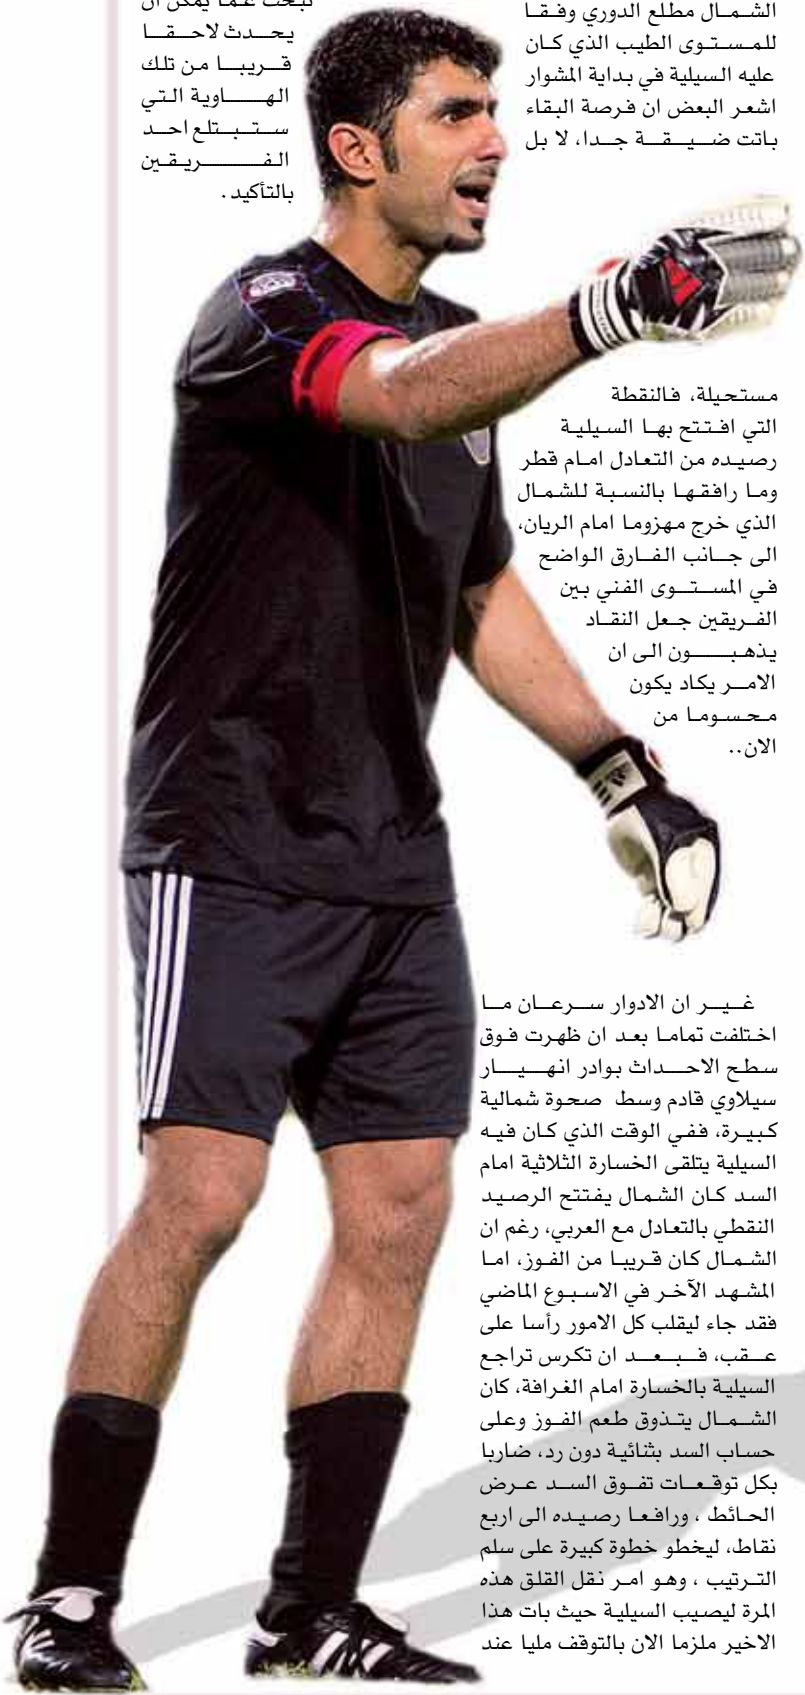 الشمال مطلع الدوري وفقا
للمستوى الطيب الذي كان
عليه السيلية في بداية المشوار
اشعر البعض ان فرصة البقاء
باتت ضيقة جدا، لا بل
مستحيلة، فالنقطة
التي افتتح بها السيلية
رصيده من التعادل امام قطر
وما رافقها بالنسبة للشمال
الذي خرج مهزوما امام الريان،
الى جانب الفارق الواضح
في المستوى الفني بين
الفريقين جعل النقاد
يذهبون الى ان
الامر يكاد يكون
محسوما من
الان..
غير ان الادوار سرعان ما
اختلفت تماما بعد ان ظهرت فوق
سطح الاحداث بوادر انهيار
سيلاوي قادم وسط صحوة شمالية
كبيرة، ففي الوقت الذي كان فيه
السيلية يتلقى الخسارة الثلاثية امام
السد كان الشمال يفتتح الرصيد
النقطي بالتعادل مع العربي، رغم ان
الشمال كان قريبا من الفوز، اما
المشهد الآخر في الاسبوع الماضي
فقد جاء ليقلب كل الامور رأسا على
عقب، فبعد ان تكرس تراجع
السيلية بالخسارة امام الغرافة، كان
الشمال يتذوق طعم الفوز وعلى
حساب السد بثنائية دون رد، ضاربا
بكل توقعات تفوق السد عرض
الحائط ، ورافعا رصيده الى اربع
نقاط، ليخطو خطوة كبيرة على سلم
الترتيب ، وهو امر نقل القلق هذه
المرة ليصيب السيلية حيث بات هذا
الاخير ملزما الان بالتوقف مليا عند
نبحث عما يمكن ان
يحدث لاحقا
قريبا من تلك
الهاوية التي
ستبتلع احد
الفريقين
بالتأكيد.